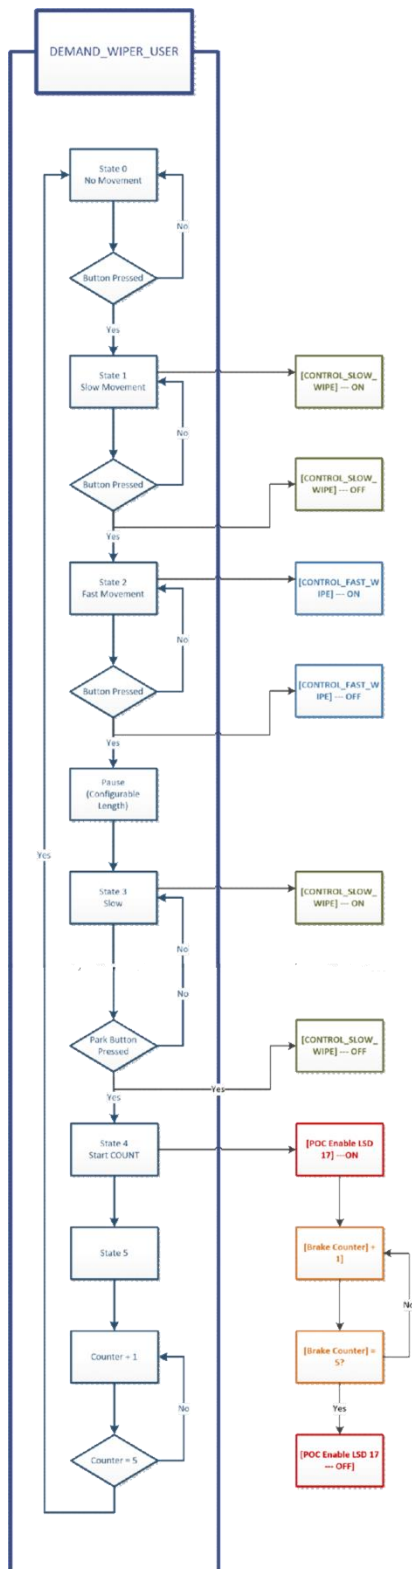 DEMAND_WIPER_USER
State 0
No Movement
No
Button Pressed
Yes
State 1
Slow Movement
[CONTROL_SLOW_
WIPE] --- ON
No
Button Pressed
[CONTROL_SLOW_
WIPE] --- OFF
Yes
State 2
Fast Movement
[CONTROL_FAST_W
IPE] --- ON
No
Button Pressed
[CONTROL_FAST_W
IPE] --- OFF
Yes
Pause
(Configurable
Length)
Yes
State 3
Slow
[CONTROL_SLOW_
WIPE] --- ON
No
No
Park Button
Pressed
[CONTROL_SLOW_
WIPE] --- OFF
Yes
Yes
State 4
Start COUNT
[POC Enable LSD
17] ---ON
State 5
[Brake Counter] +
1]
No
Counter + 1
[Brake Counter] =
5?
No
Yes
Counter = 5
[POC Enable LSD 17
--- OFF]